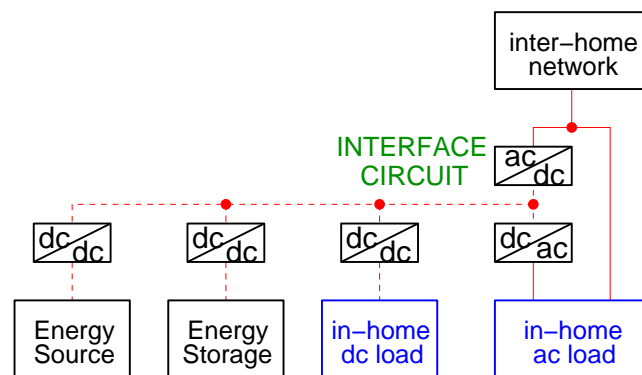 inter−home
network
INTERFACE
CIRCUIT
ac
dc
dc
dc
dc
dc
dc
dc
dc
ac
Energy
Source
Energy
Storage
in−home
dc load
in−home
ac load